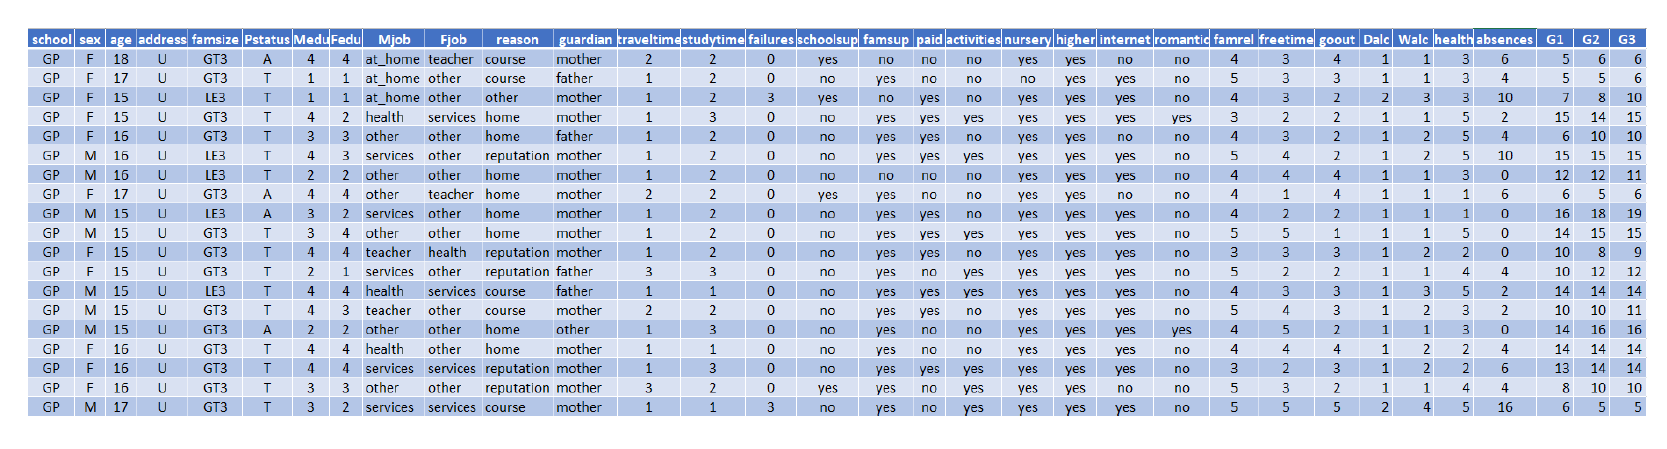 school sex age address famsize Pstatus Medu Fedu Mjob Fjob reason guardian traveltime studytime failures schoolsup famsup paid activities nursery higher internet romantic famrel freetime goout Dalc Walc health absences G1 G2 G3
GP F 18 U GT3 A 4 4 at_home teacher course mother 2 2 0 yes no no no yes yes no no 4 3 4 1 1 3 6 5 6 6
GP F 17 U GT3 T 1 1 at_home other course father 1 2 0 no yes no no no yes yes no 5 3 3 1 1 3 4 5 5 6
GP F 15 U LE3 T 1 1 at_home other other mother 1 2 3 yes no yes no yes yes yes no 4 3 2 2 3 3 10 7 8 10
GP F 15 U GT3 T 4 2 health services home mother 1 3 0 no yes yes yes yes yes yes yes 3 2 2 1 1 5 2 15 14 15
GP F 16 U GT3 T 3 3 other other home father 1 2 0 no yes yes no yes yes no no 4 3 2 1 2 5 4 6 10 10
GP M 16 U LE3 T 4 3 services other reputation mother 1 2 0 no yes yes yes yes yes yes no 5 4 2 1 2 5 10 15 15 15
GP M 16 U LE3 T 2 2 other other home mother 1 2 0 no no no no yes yes yes no 4 4 4 1 1 3 0 12 12 11
GP F 17 U GT3 A 4 4 other teacher home mother 2 2 0 yes yes no no yes yes no no 4 1 4 1 1 1 6 6 5 6
GP M 15 U LE3 A 3 2 services other home mother 1 2 0 no yes yes no yes yes yes no 4 2 2 1 1 1 0 16 18 19
GP M 15 U GT3 T 3 4 other other home mother 1 2 0 no yes yes yes yes yes yes no 5 5 1 1 1 5 0 14 15 15
GP F 15 U GT3 T 4 4 teacher health reputation mother 1 2 0 no yes yes no yes yes yes no 3 3 3 1 2 2 0 10 8 9
GP F 15 U GT3 T 2 1 services other reputation father 3 3 0 no yes no yes yes yes yes no 5 2 2 1 1 4 4 10 12 12
GP M 15 U LE3 T 4 4 health services course father 1 1 0 no yes yes yes yes yes yes no 4 3 3 1 3 5 2 14 14 14
GP M 15 U GT3 T 4 3 teacher other course mother 2 2 0 no yes yes no yes yes yes no 5 4 3 1 2 3 2 10 10 11
GP M 15 U GT3 A 2 2 other other home other 1 3 0 no yes no no yes yes yes yes 4 5 2 1 1 3 0 14 16 16
GP F 16 U GT3 T 4 4 health other home mother 1 1 0 no yes no no yes yes yes no 4 4 4 1 2 2 4 14 14 14
GP F 16 U GT3 T 4 4 services services reputation mother 1 3 0 no yes yes yes yes yes yes no 3 2 3 1 2 2 6 13 14 14
GP F 16 U GT3 T 3 3 other other reputation mother 3 2 0 yes yes no yes yes yes no no 5 3 2 1 1 4 4 8 10 10
GP M 17 U GT3 T 3 2 services services course mother 1 1 3 no yes no yes yes yes yes no 5 5 5 2 4 5 16 6 5 5